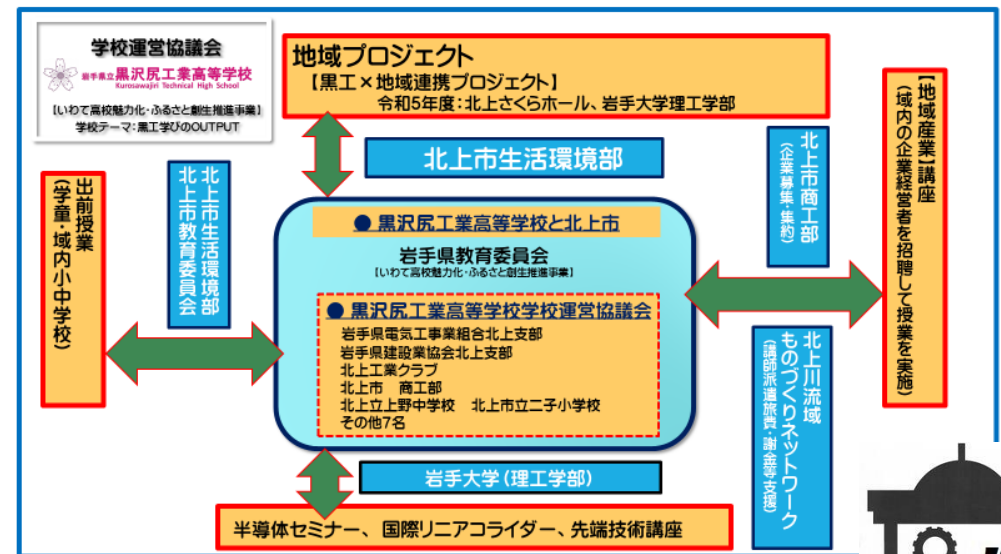 学校運営協議会
岩手県立黒沢尻工業高等学校
Kurosawajiri Technical High School
【いわて高校魅力化・ふるさと創生推進事業】
学校テーマ:黒工学びのOUTPUT
地域プロジェクト
【黒工×地域連携プロジェクト】
令和5年度:北上さくらホール、岩手大学理工学部
北上市生活環境部
出前授業
(学童・域内小中学校)
北上市生活環境部
北上市教育委員会
● 黒沢尻工業高等学校と北上市
岩手県教育委員会
【いわて高校魅力化・ふるさと創生推進事業】
● 黒沢尻工業高等学校学校運営協議会
岩手県電気工事業組合北上支部
岩手県建設業協会北上支部
北上工業クラブ
北上市 商工部
北上立上野中学校 北上市立二子小学校
その他7名
北上市商工部
(企業募集・集約)
【地域産業】講座
(域内の企業経営者を招聘して授業を実施)
北上川流域
ものづくりネットワーク
(講師派遣旅費・謝金等支援)
岩手大学(理工学部)
半導体セミナー、国際リニアコライダー、先端技術講座